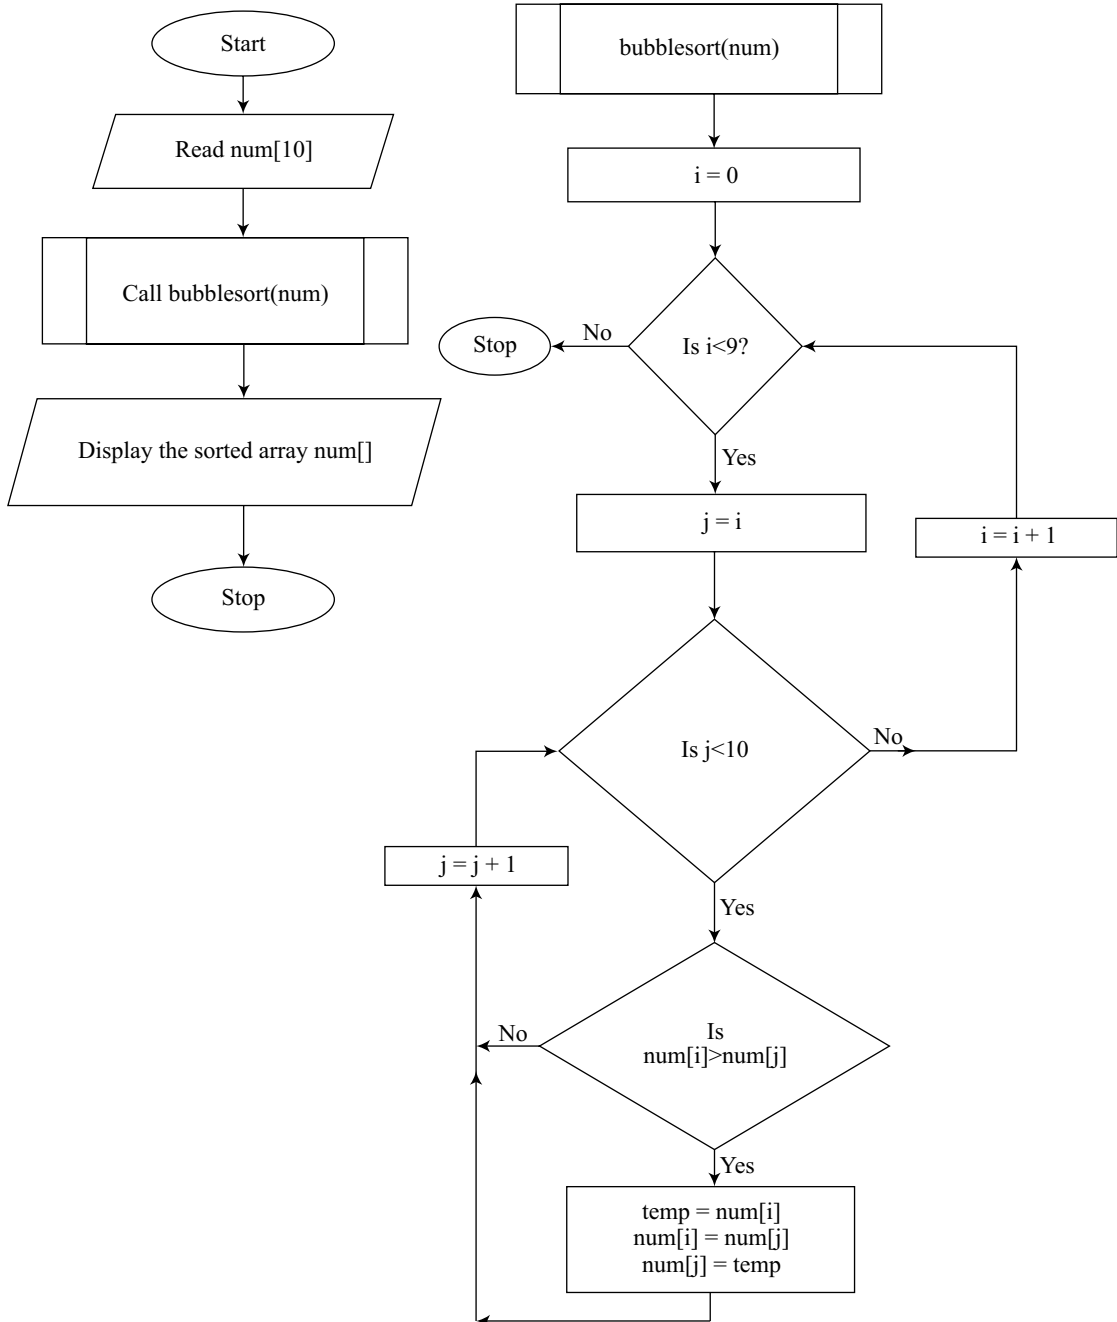 Start
Read num[10]
Call bubblesort(num)
Display the sorted array num[]
Stop
bubblesort(num)
i = 0
Is i<9?
No
Stop
Yes
j = i
i = i + 1
Is j<10
No
j = j + 1
Yes
Is
num[i]>num[j]
No
Yes
temp = num[i]
num[i] = num[j]
num[j] = temp